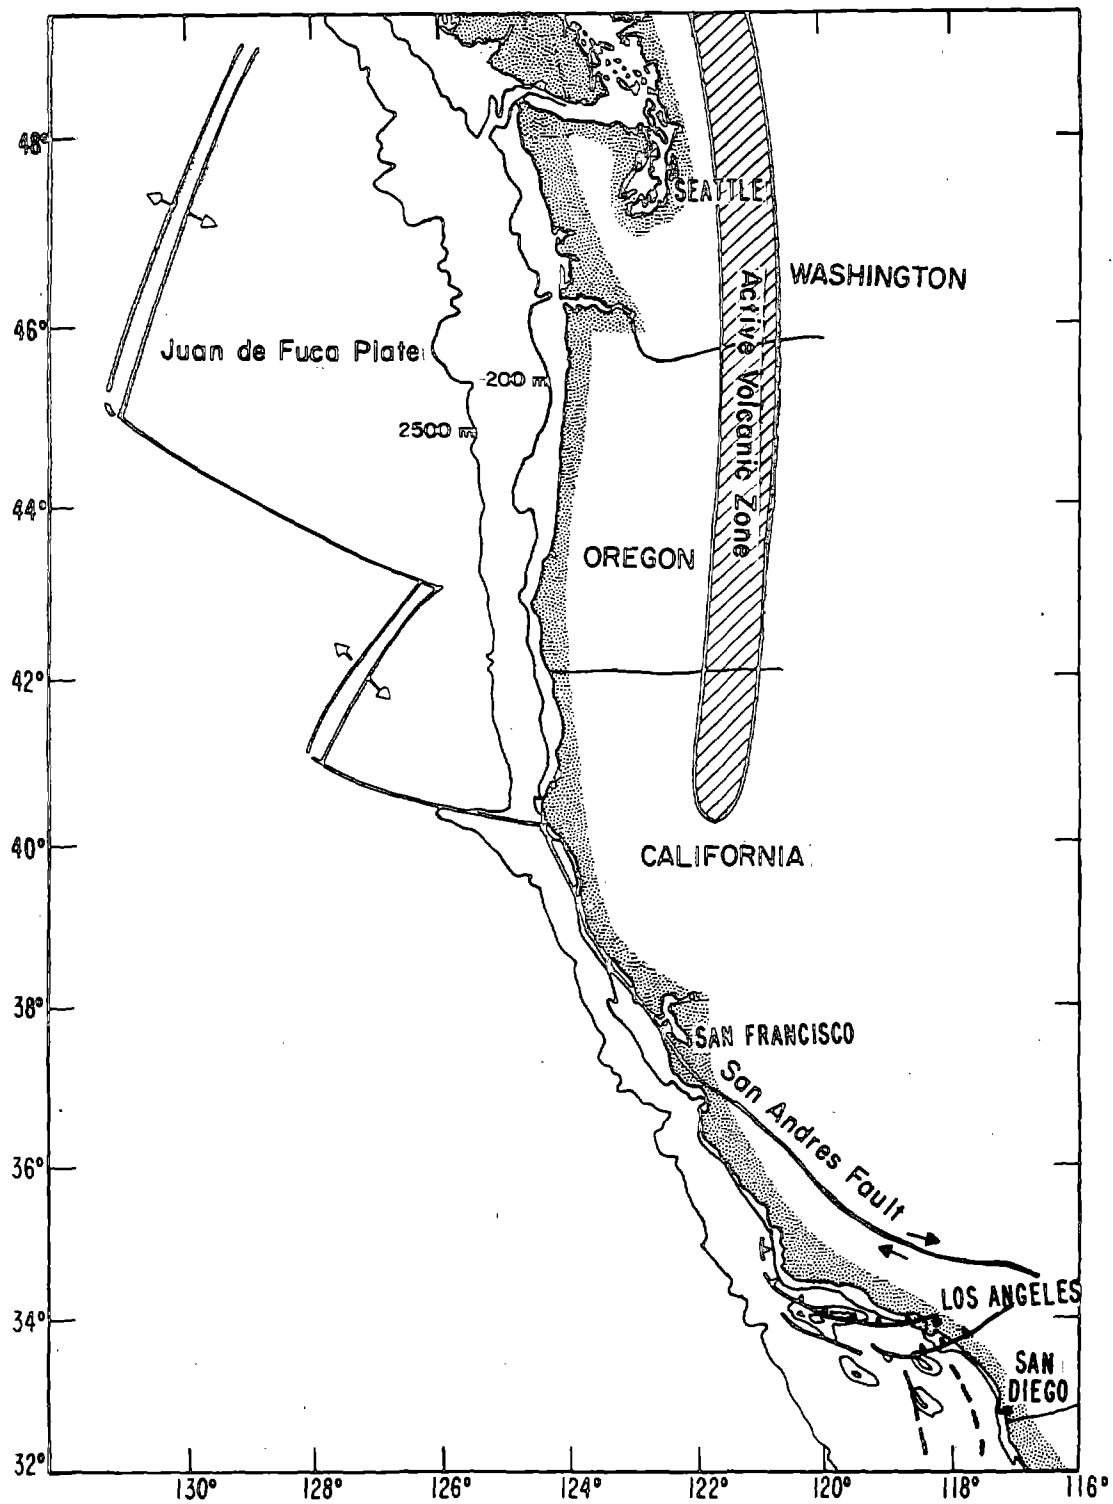 48°
SEATTLE
WASHINGTON
Active Volcanic Zone
46°
Juan de Fuca Plate
200 m
2500 m
44°
OREGON
42°
40°
CALIFORNIA
38°
SAN FRANCISCO
San Andres Fault
36°
LOS ANGELES
34°
SAN
DIEGO
32°
130°
128°
126°
124°
122°
120°
118°
116°